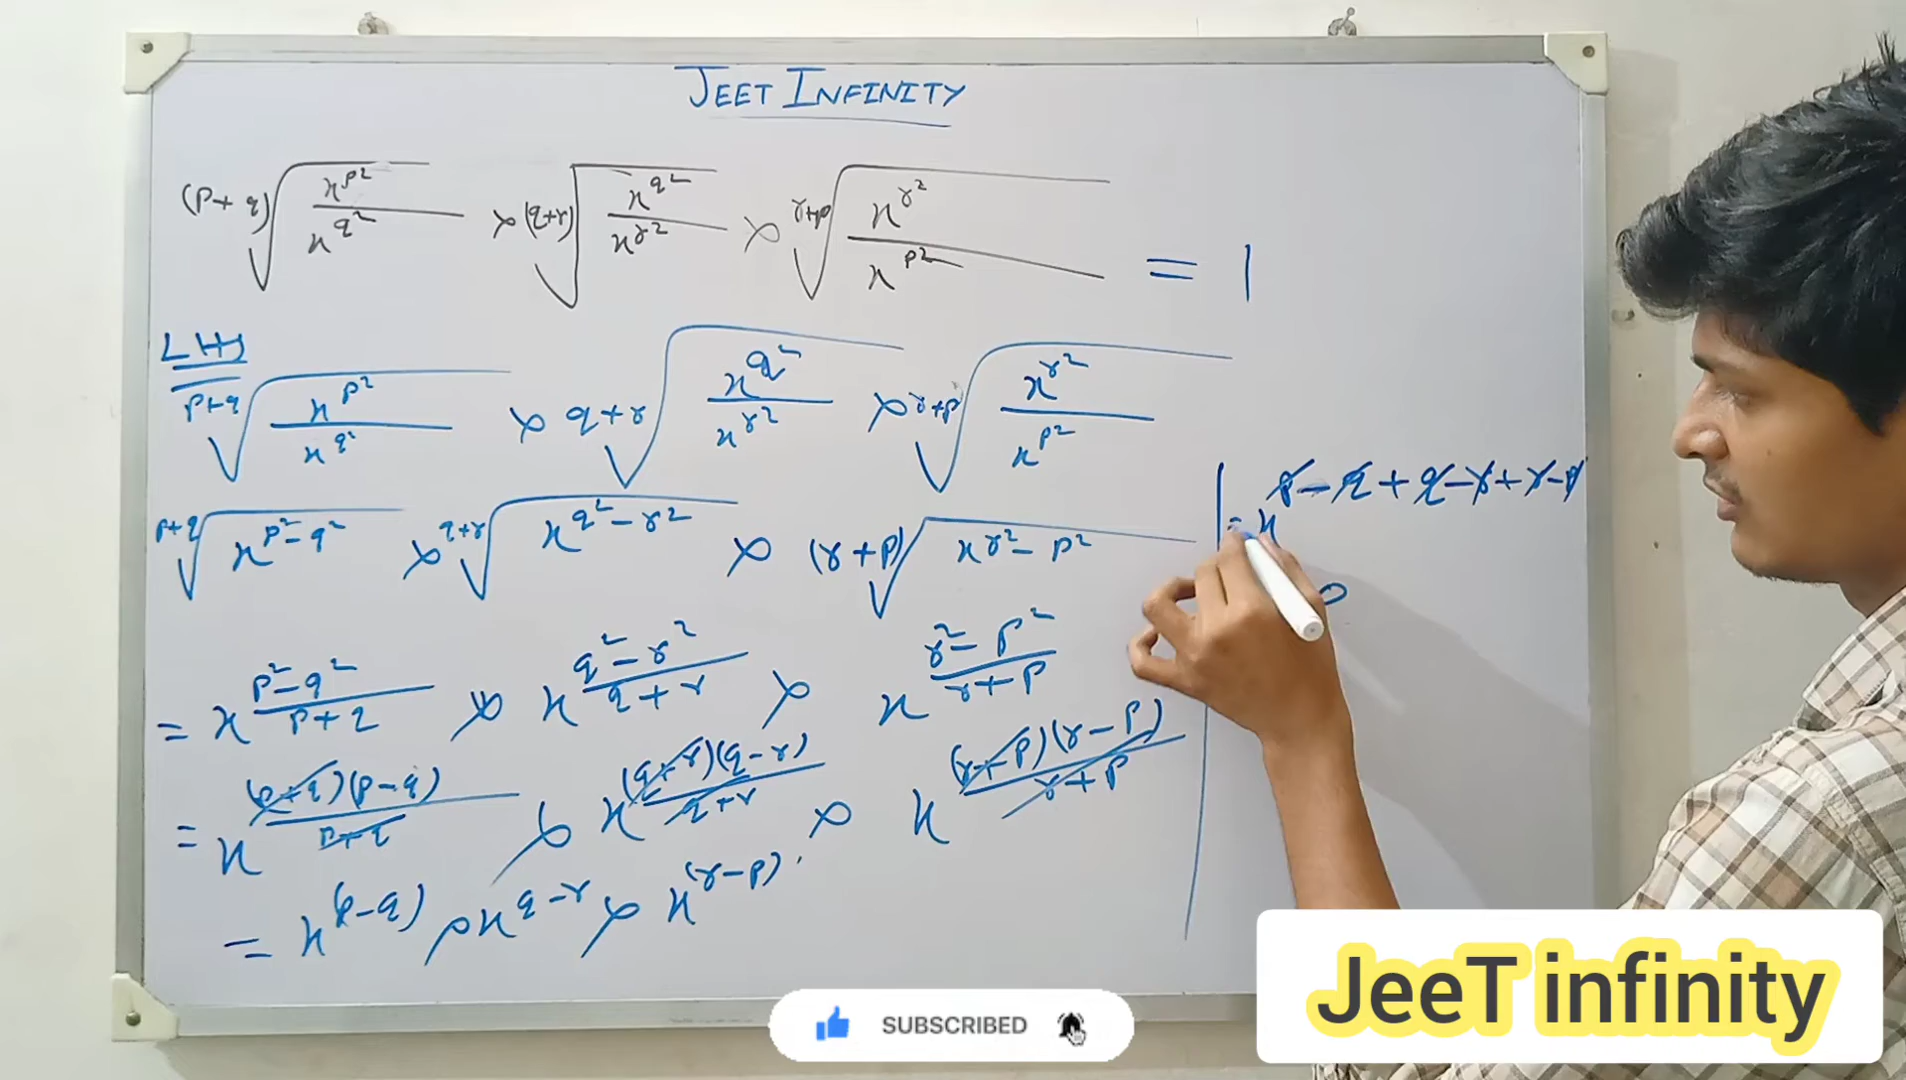 JEET INFINITY
(p+q)√(x^p²/x^q²) × (q+r)√(x^q²/x^r²) × r+p√(x^r²/x^p²) = 1
LHS
p+q√(x^p²/x^q²) × q+r√(x^q²/x^r²) × r+p√(x^r²/x^p²)
p+q√(x^p²-q²) × q+r√(x^q²-r²) × (r+p)√(x^r²-p²)
= x^(p²-q²)/(p+q) × x^(q²-r²)/(q+r) × x^(r²-p²)/(r+p)
= x^(p+q)(p-q)/(p+q) × x^(q+r)(q-r)/(q+r) × x^(r+p)(r-p)/(r+p)
= x^(p-q) × x^q-r × x^(r-p)
= x^p-q+q-r+r-p
0
SUBSCRIBED
JeeT infinity